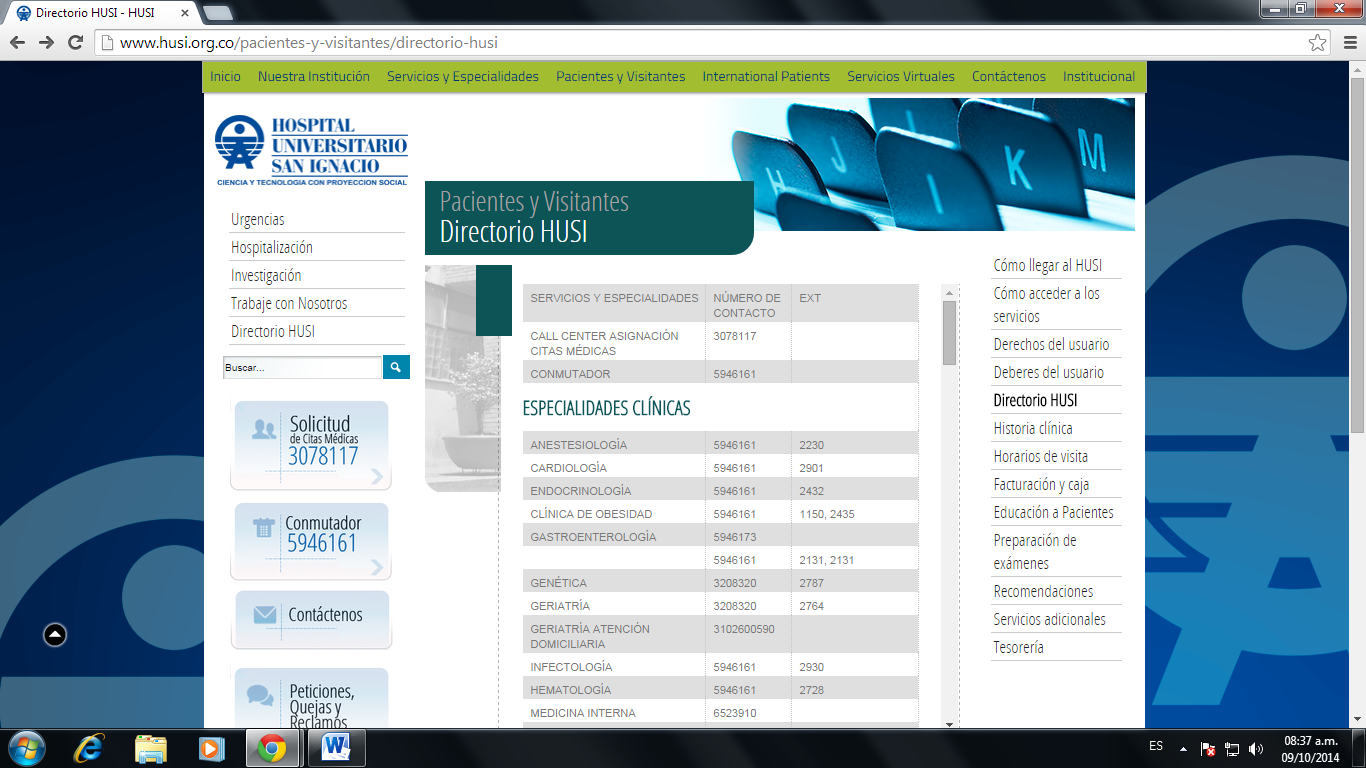 Directorio HUSI - HUSI
www.husi.org.co/pacientes-y-visitantes/directorio-husi
Inicio Nuestra Institución Servicios y Especialidades Pacientes y Visitantes International Patients Servicios Virtuales Contáctenos Institucional
HOSPITAL
UNIVERSITARIO
SAN IGNACIO
CIENCIA Y TECNOLOGIA CON PROYECCION SOCIAL
H J I K M
Pacientes y Visitantes
Directorio HUSI
Urgencias
Hospitalización
Investigación
Trabaje con Nosotros
Directorio HUSI
Buscar...
Solicitud
de Citas Médicas
3078117
Conmutador
5946161
Contáctenos
Peticiones,
Quejas y
Reclamos
SERVICIOS Y ESPECIALIDADES NÚMERO DE CONTACTO EXT
CALL CENTER ASIGNACIÓN CITAS MÉDICAS 3078117
CONMUTADOR 5946161
ESPECIALIDADES CLÍNICAS
ANESTESIOLOGÍA 5946161 2230
CARDIOLOGÌA 5946161 2901
ENDOCRINOLOGÌA 5946161 2432
CLÍNICA DE OBESIDAD 5946161 1150, 2435
GASTROENTEROLOGÍA 5946173
5946161 2131, 2131
GENÉTICA 3208320 2787
GERIATRÍA 3208320 2764
GERIATRÌA ATENCIÓN DOMICILIARIA 3102600590
INFECTOLOGÍA 5946161 2930
HEMATOLOGÍA 5946161 2728
MEDICINA INTERNA 6523910
Cómo llegar al HUSI
Cómo acceder a los
servicios
Derechos del usuario
Deberes del usuario
Directorio HUSI
Historia clínica
Horarios de visita
Facturación y caja
Educación a Pacientes
Preparación de
exámenes
Recomendaciones
Servicios adicionales
Tesorería
ES
08:37 a.m.
09/10/2014